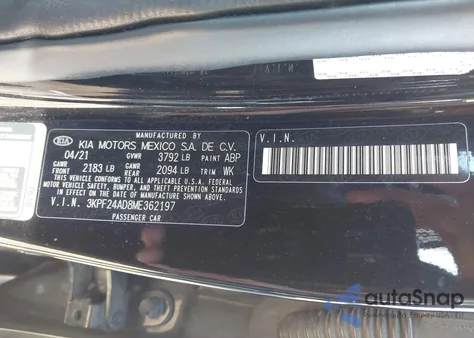 MANUFACTURED BY
KIA KIA MOTORS MEXICO S.A. DE C.V.
04/21 GVWR 3792 LB PAINT ABP
GAWR FRONT 2183 LB GAWR REAR 2094 LB TRIM WK
THIS VEHICLE CONFORMS TO ALL APPLICABLE U.S. FEDERAL
MOTOR VEHICLE SAFETY, BUMPER, AND THEFT PREVENTION
STANDARDS IN EFFECT ON THE DATE OF MANUFACTURE
SHOWN ABOVE.
V.I.N. 3KPF24AD8ME362197
PASSENGER CAR
V.I.N.
autoSnap